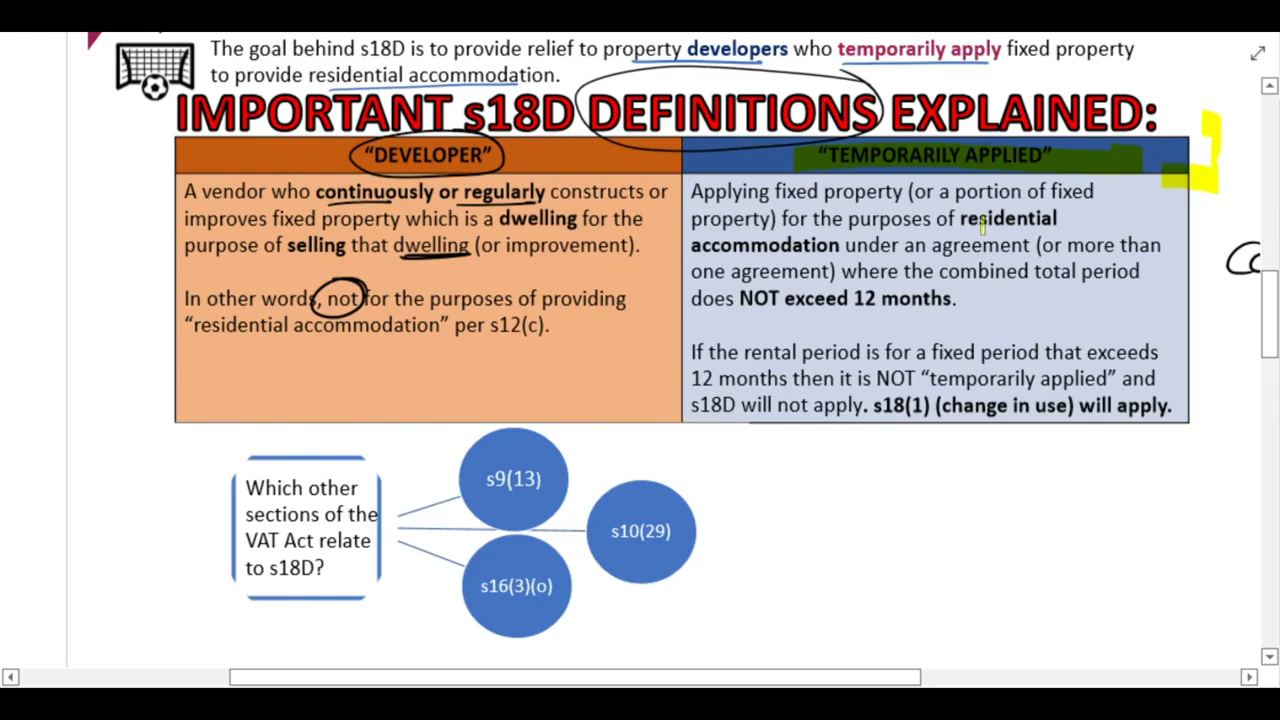 The goal behind s18D is to provide relief to property developers who temporarily apply fixed property
to provide residential accommodation.
IMPORTANT s18D DEFINITIONS EXPLAINED:
"DEVELOPER"
A vendor who continuously or regularly constructs or
improves fixed property which is a dwelling for the
purpose of selling that dwelling (or improvement).
In other words, not for the purposes of providing
"residential accommodation" per s12(c).
"TEMPORARILY APPLIED"
Applying fixed property (or a portion of fixed
property) for the purposes of residential
accommodation under an agreement (or more than
one agreement) where the combined total period
does NOT exceed 12 months.
If the rental period is for a fixed period that exceeds
12 months then it is NOT "temporarily applied" and
s18D will not apply. s18(1) (change in use) will apply.
Which other
sections of the
VAT Act relate
to s18D?
s9(13)
s10(29)
s16(3)(o)